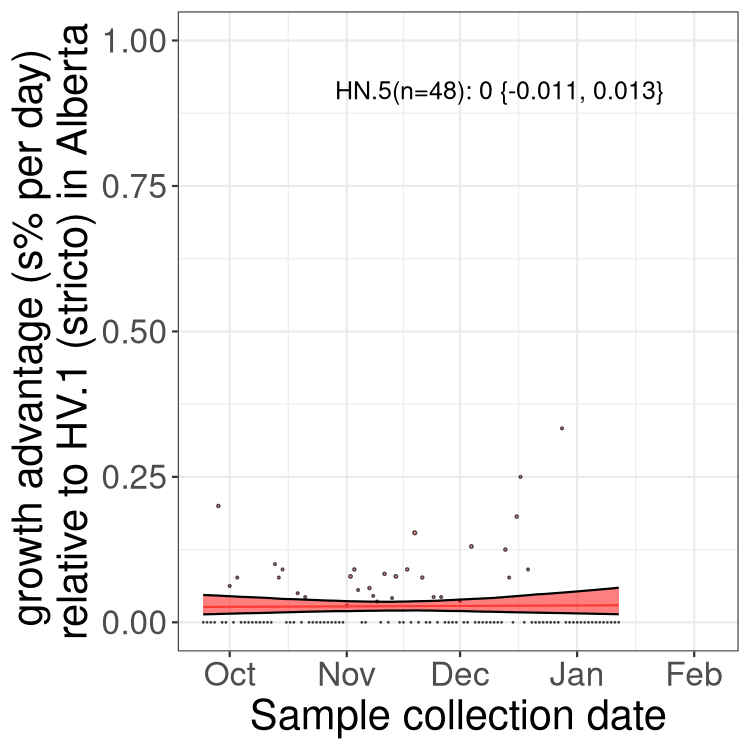 growth advantage (s% per day)
relative to HV.1 (stricto) in Alberta
1.00
0.75
0.50
0.25
0.00
HN.5(n=48): 0 {-0.011, 0.013}
Oct Nov Dec Jan Feb
Sample collection date